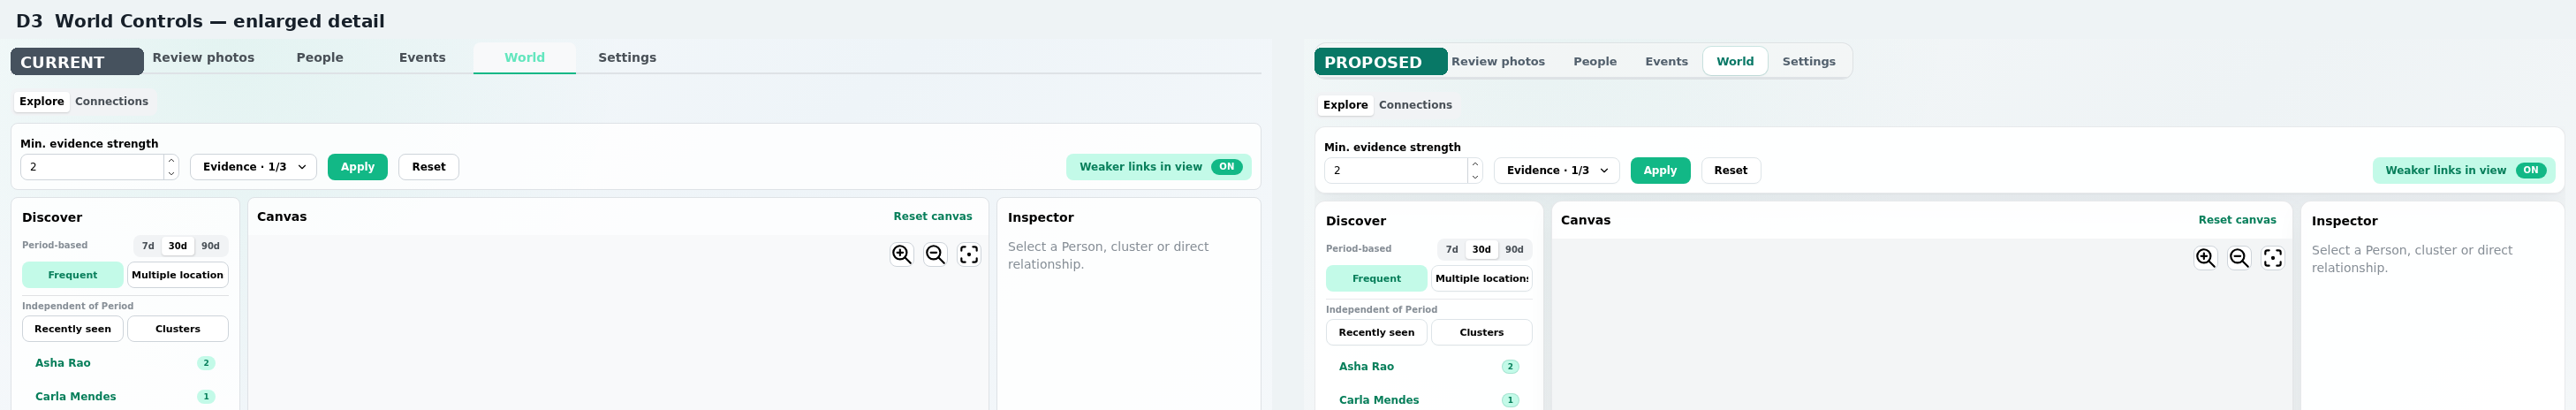 D3 World Controls — enlarged detail
CURRENT Review photos People Events World Settings
Explore Connections
Min. evidence strength
2 Evidence · 1/3 Apply Reset Weaker links in view ON
Discover
Period-based 7d 30d 90d
Frequent Multiple location
Independent of Period
Recently seen Clusters
Asha Rao 2
Carla Mendes 1
Canvas Reset canvas
Inspector
Select a Person, cluster or direct
relationship.
PROPOSED Review photos People Events World Settings
Explore Connections
Min. evidence strength
2 Evidence · 1/3 Apply Reset Weaker links in view ON
Discover
Period-based 7d 30d 90d
Frequent Multiple locations
Independent of Period
Recently seen Clusters
Asha Rao 2
Carla Mendes 1
Canvas Reset canvas
Inspector
Select a Person, cluster or direct
relationship.